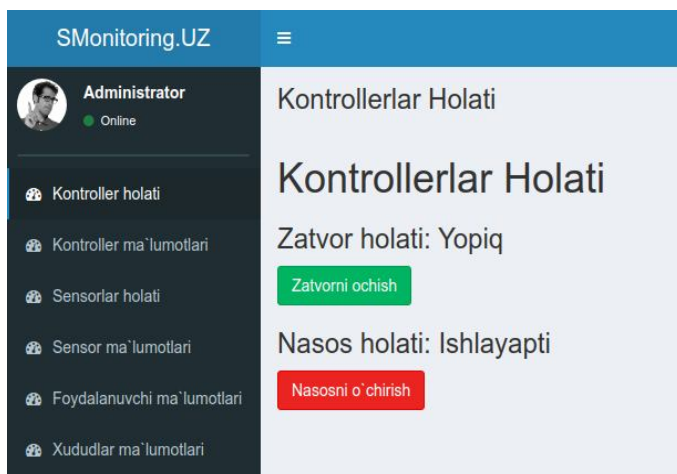 SMonitoring.UZ
Administrator
Online
Kontroller holati
Kontroller ma`lumotlari
Sensorlar holati
Sensor ma`lumotlari
Foydalanuvchi ma`lumotlari
Xududlar ma`lumotlari
Kontrollerlar Holati
Kontrollerlar Holati
Zatvor holati: Yopiq
Zatvorni ochish
Nasos holati: Ishlayapti
Nasosni o`chirish